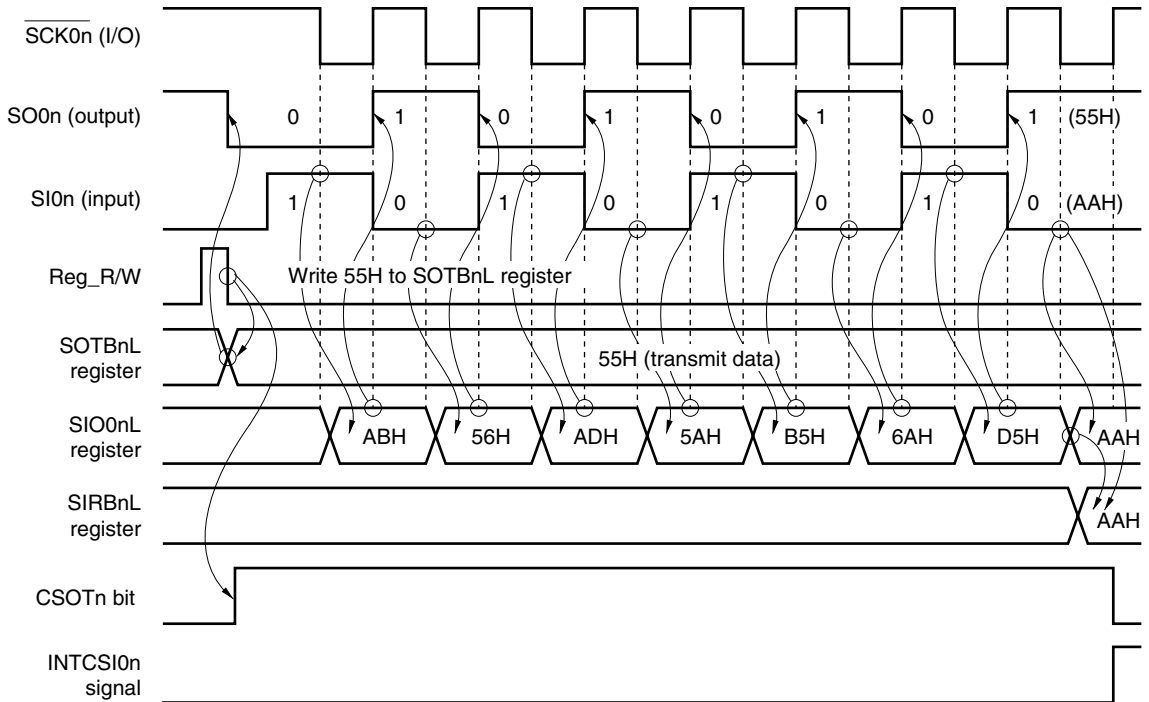 SCK0n (I/O)
SO0n (output) 0 1 0 1 0 1 0 1 (55H)
SI0n (input) 1 0 1 0 1 0 1 0 (AAH)
Reg_R/W Write 55H to SOTBnL register
SOTBnL
register
55H (transmit data)
SIO0nL
register
ABH 56H ADH 5AH B5H 6AH D5H AAH
SIRBnL
register
AAH
CSOTn bit
INTCSI0n
signal